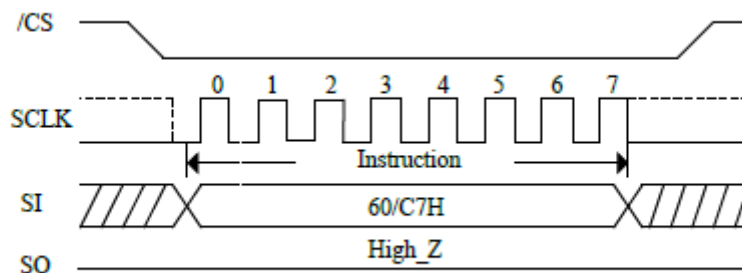 /CS
0 1 2 3 4 5 6 7
SCLK
Instruction
SI
60/C7H
High_Z
SO